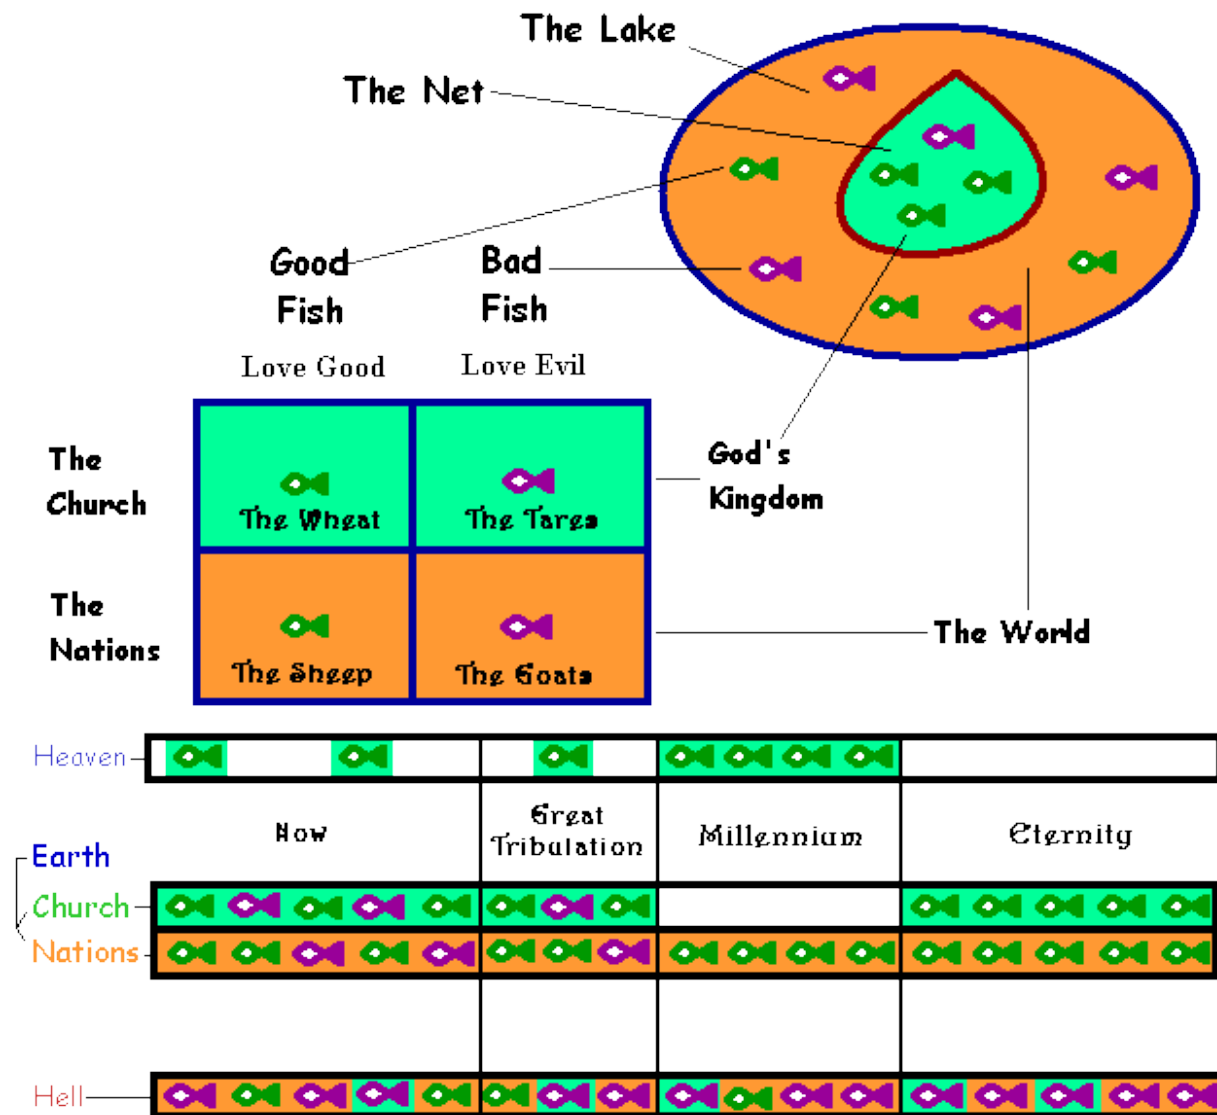 The Lake
The Net
Good
Fish
Bad
Fish
Love Good
Love Evil
The
Church
The Wheat
The Tares
God's
Kingdom
The
Nations
The Sheep
The Goats
The World
Heaven
Now
Great
Tribulation
Millennium
Eternity
Earth
Church
Nations
Hell